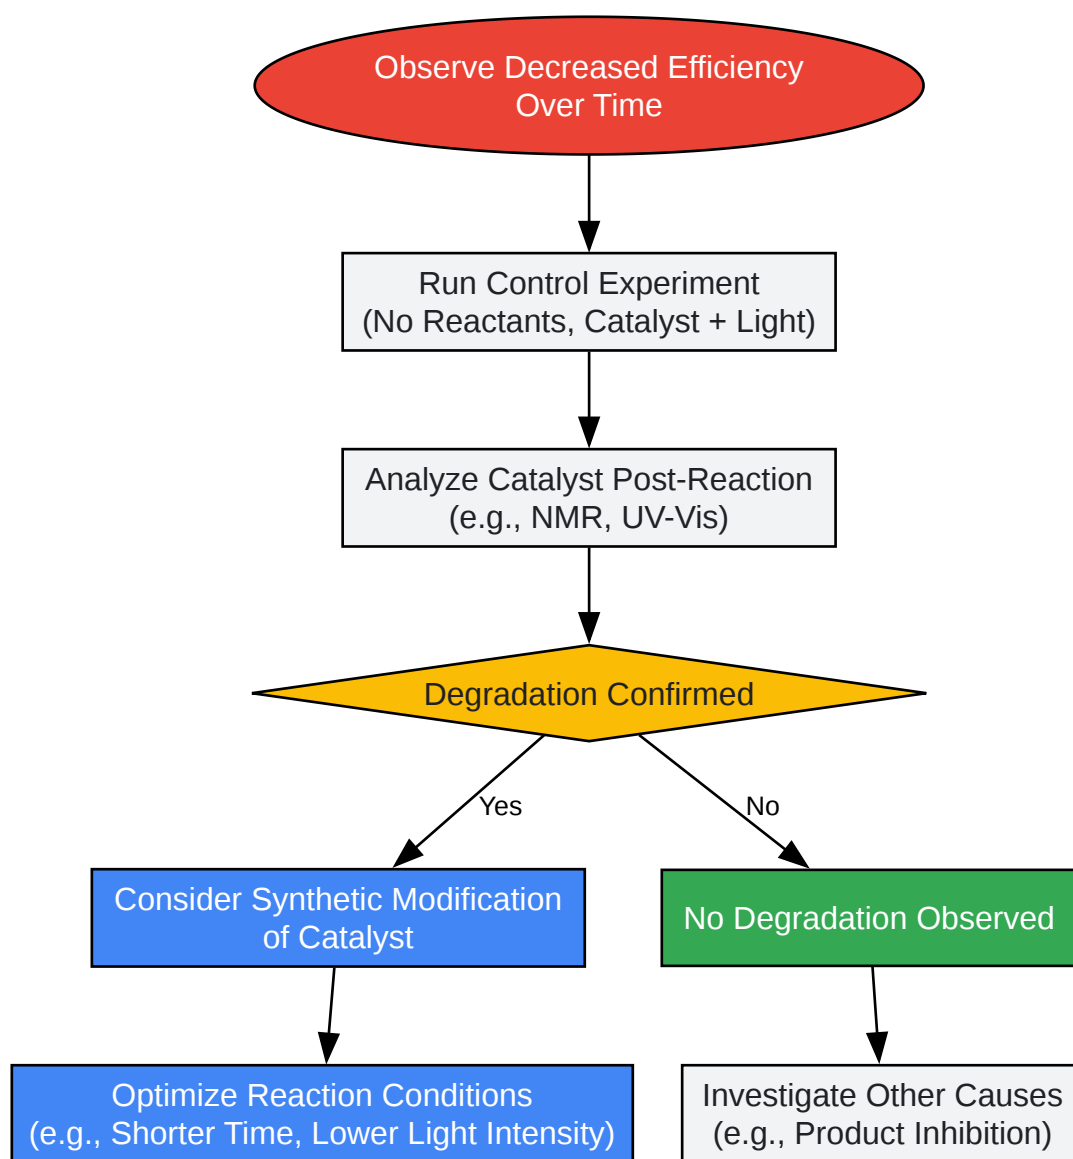 Observe Decreased Efficiency
Over Time
Run Control Experiment
(No Reactants, Catalyst + Light)
Analyze Catalyst Post-Reaction
(e.g., NMR, UV-Vis)
Degradation Confirmed
Yes
No
Consider Synthetic Modification
of Catalyst
No Degradation Observed
Optimize Reaction Conditions
(e.g., Shorter Time, Lower Light Intensity)
Investigate Other Causes
(e.g., Product Inhibition)